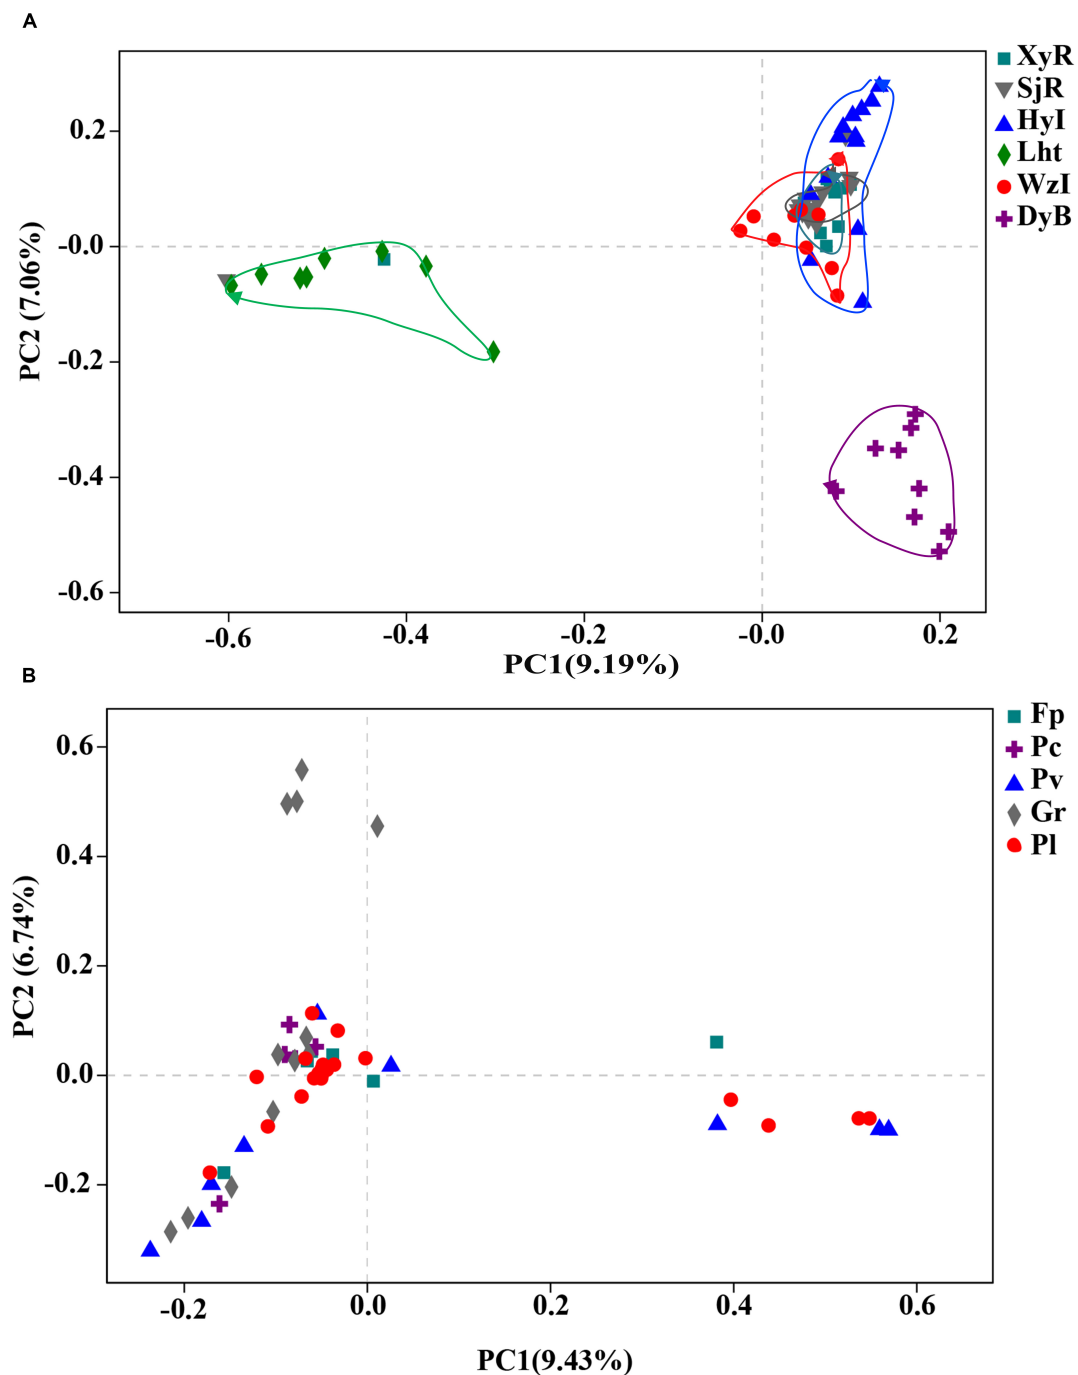 A
XyR
SjR
HyI
Lht
WzI
DyB
0.2
-0.0
-0.2
-0.4
-0.6
PC2 (7.06%)
-0.6
-0.4
-0.2
-0.0
0.2
PC1(9.19%)
B
Fp
Pc
Pv
Gr
Pl
0.6
0.4
0.2
0.0
-0.2
PC2 (6.74%)
-0.2
0.0
0.2
0.4
0.6
PC1(9.43%)